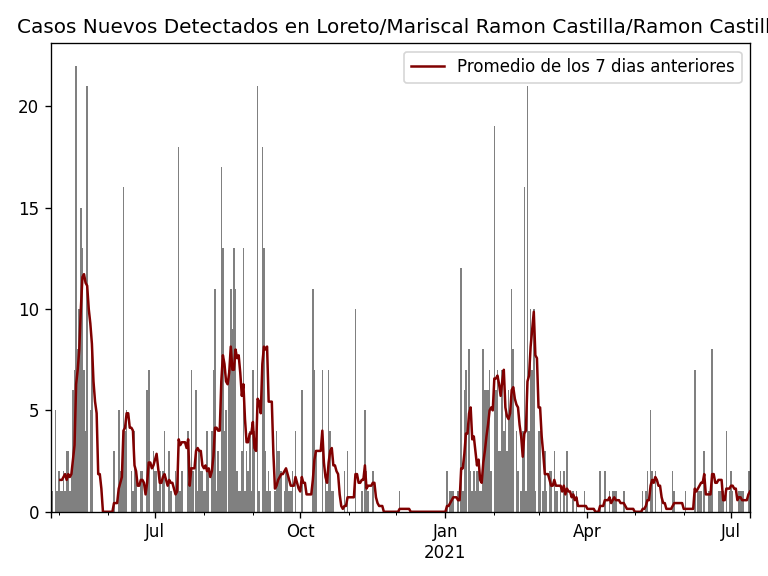 Casos Nuevos Detectados en Loreto/Mariscal Ramon Castilla/Ramon Castill
Promedio de los 7 dias anteriores
20
15
10
5
0
Jul Oct Jan Apr Jul
2021